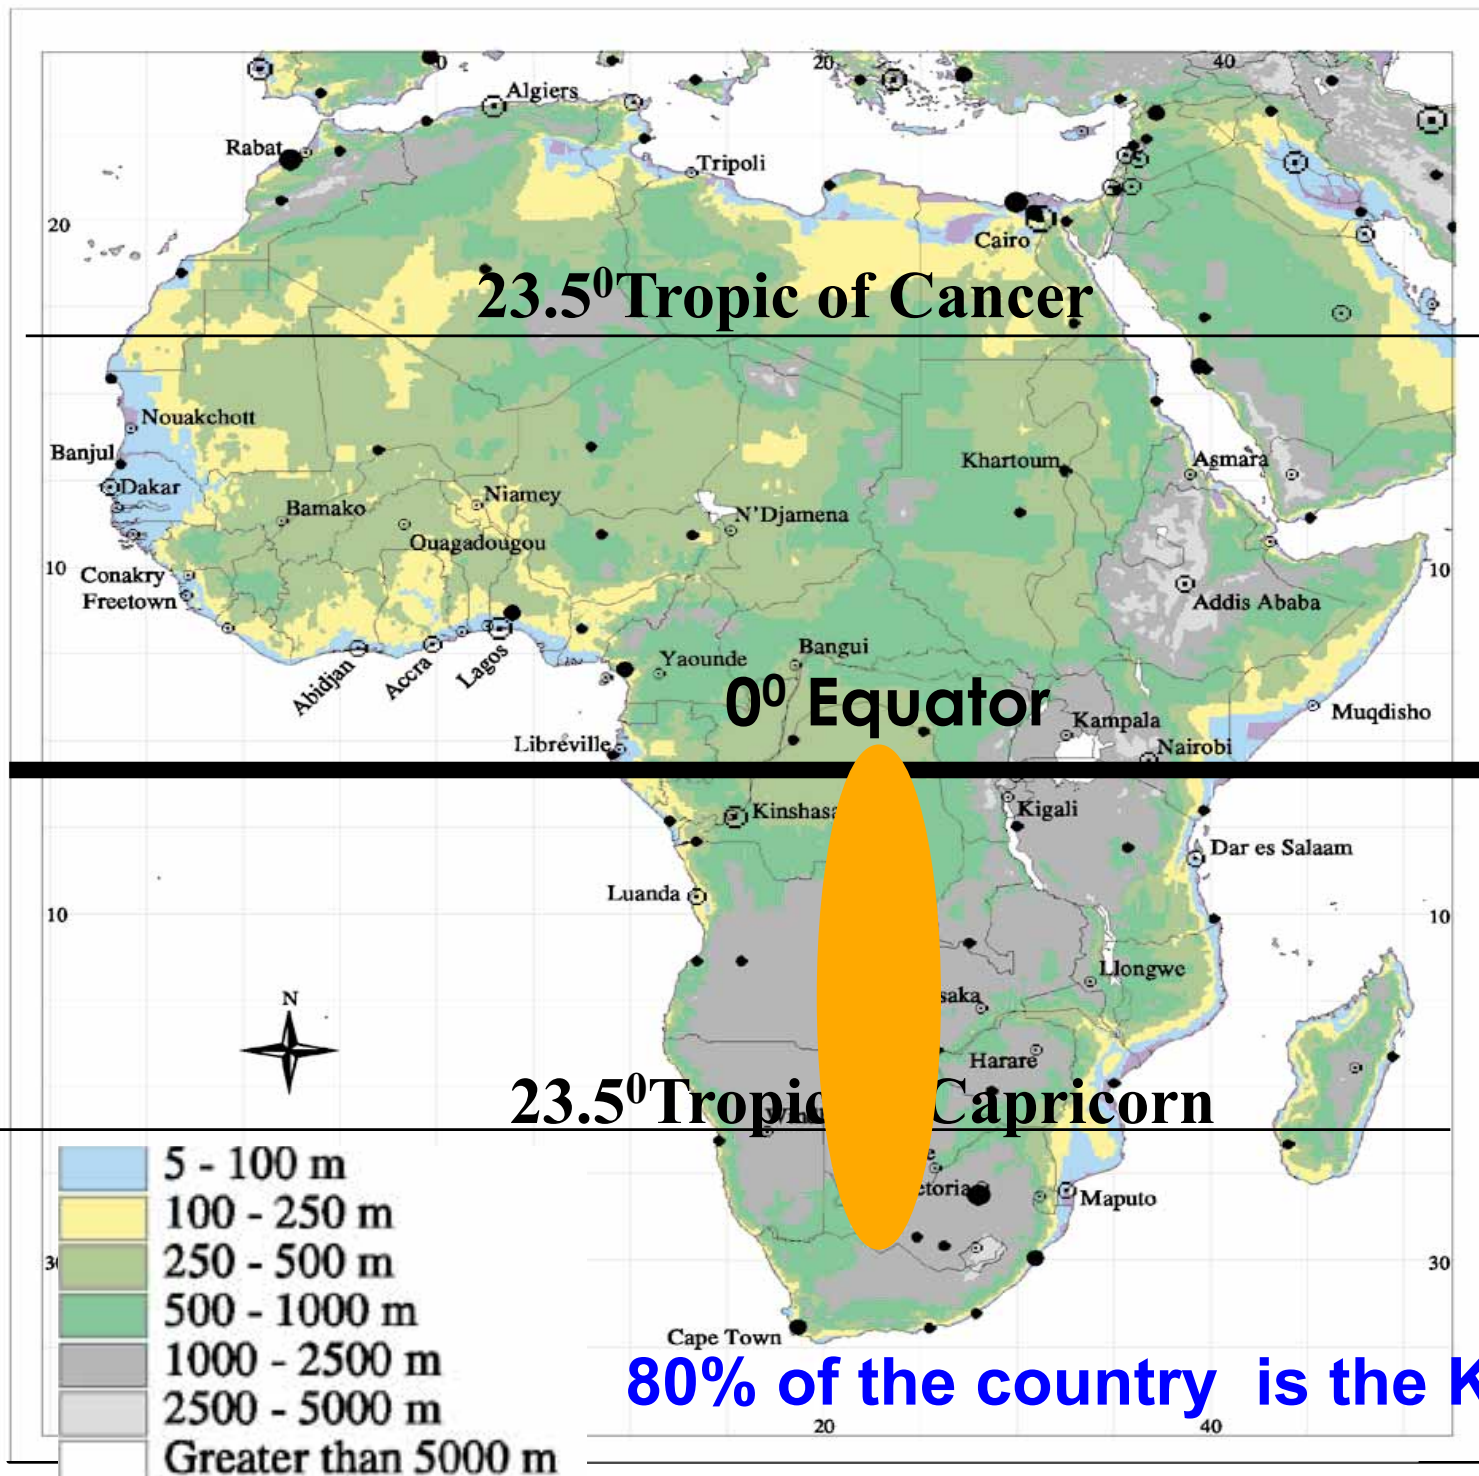 0
20
40
Algiers
Rabat
Tripoli
20
Cairo
23.5⁰Tropic of Cancer
Nouakchott
Banjul
Khartoum
Asmara
Dakar
Niamey
Bamako
N'Djamena
Ouagadougou
10
Conakry
10
Freetown
Addis Ababa
Bangui
Yaounde
Abidjan
Accra
Lagos
0⁰ Equator
Kampala
Muqdisho
Libreville
Nairobi
Kinshasa
Kigali
Dar es Salaam
Luanda
10
10
Llongwe
saka
N
Harare
23.5⁰Tropic
Capricorn
5 - 100 m
e
etoria
100 - 250 m
Maputo
250 - 500 m
30
500 - 1000 m
Cape Town
1000 - 2500 m
80% of the country is the K
2500 - 5000 m
20
40
Greater than 5000 m